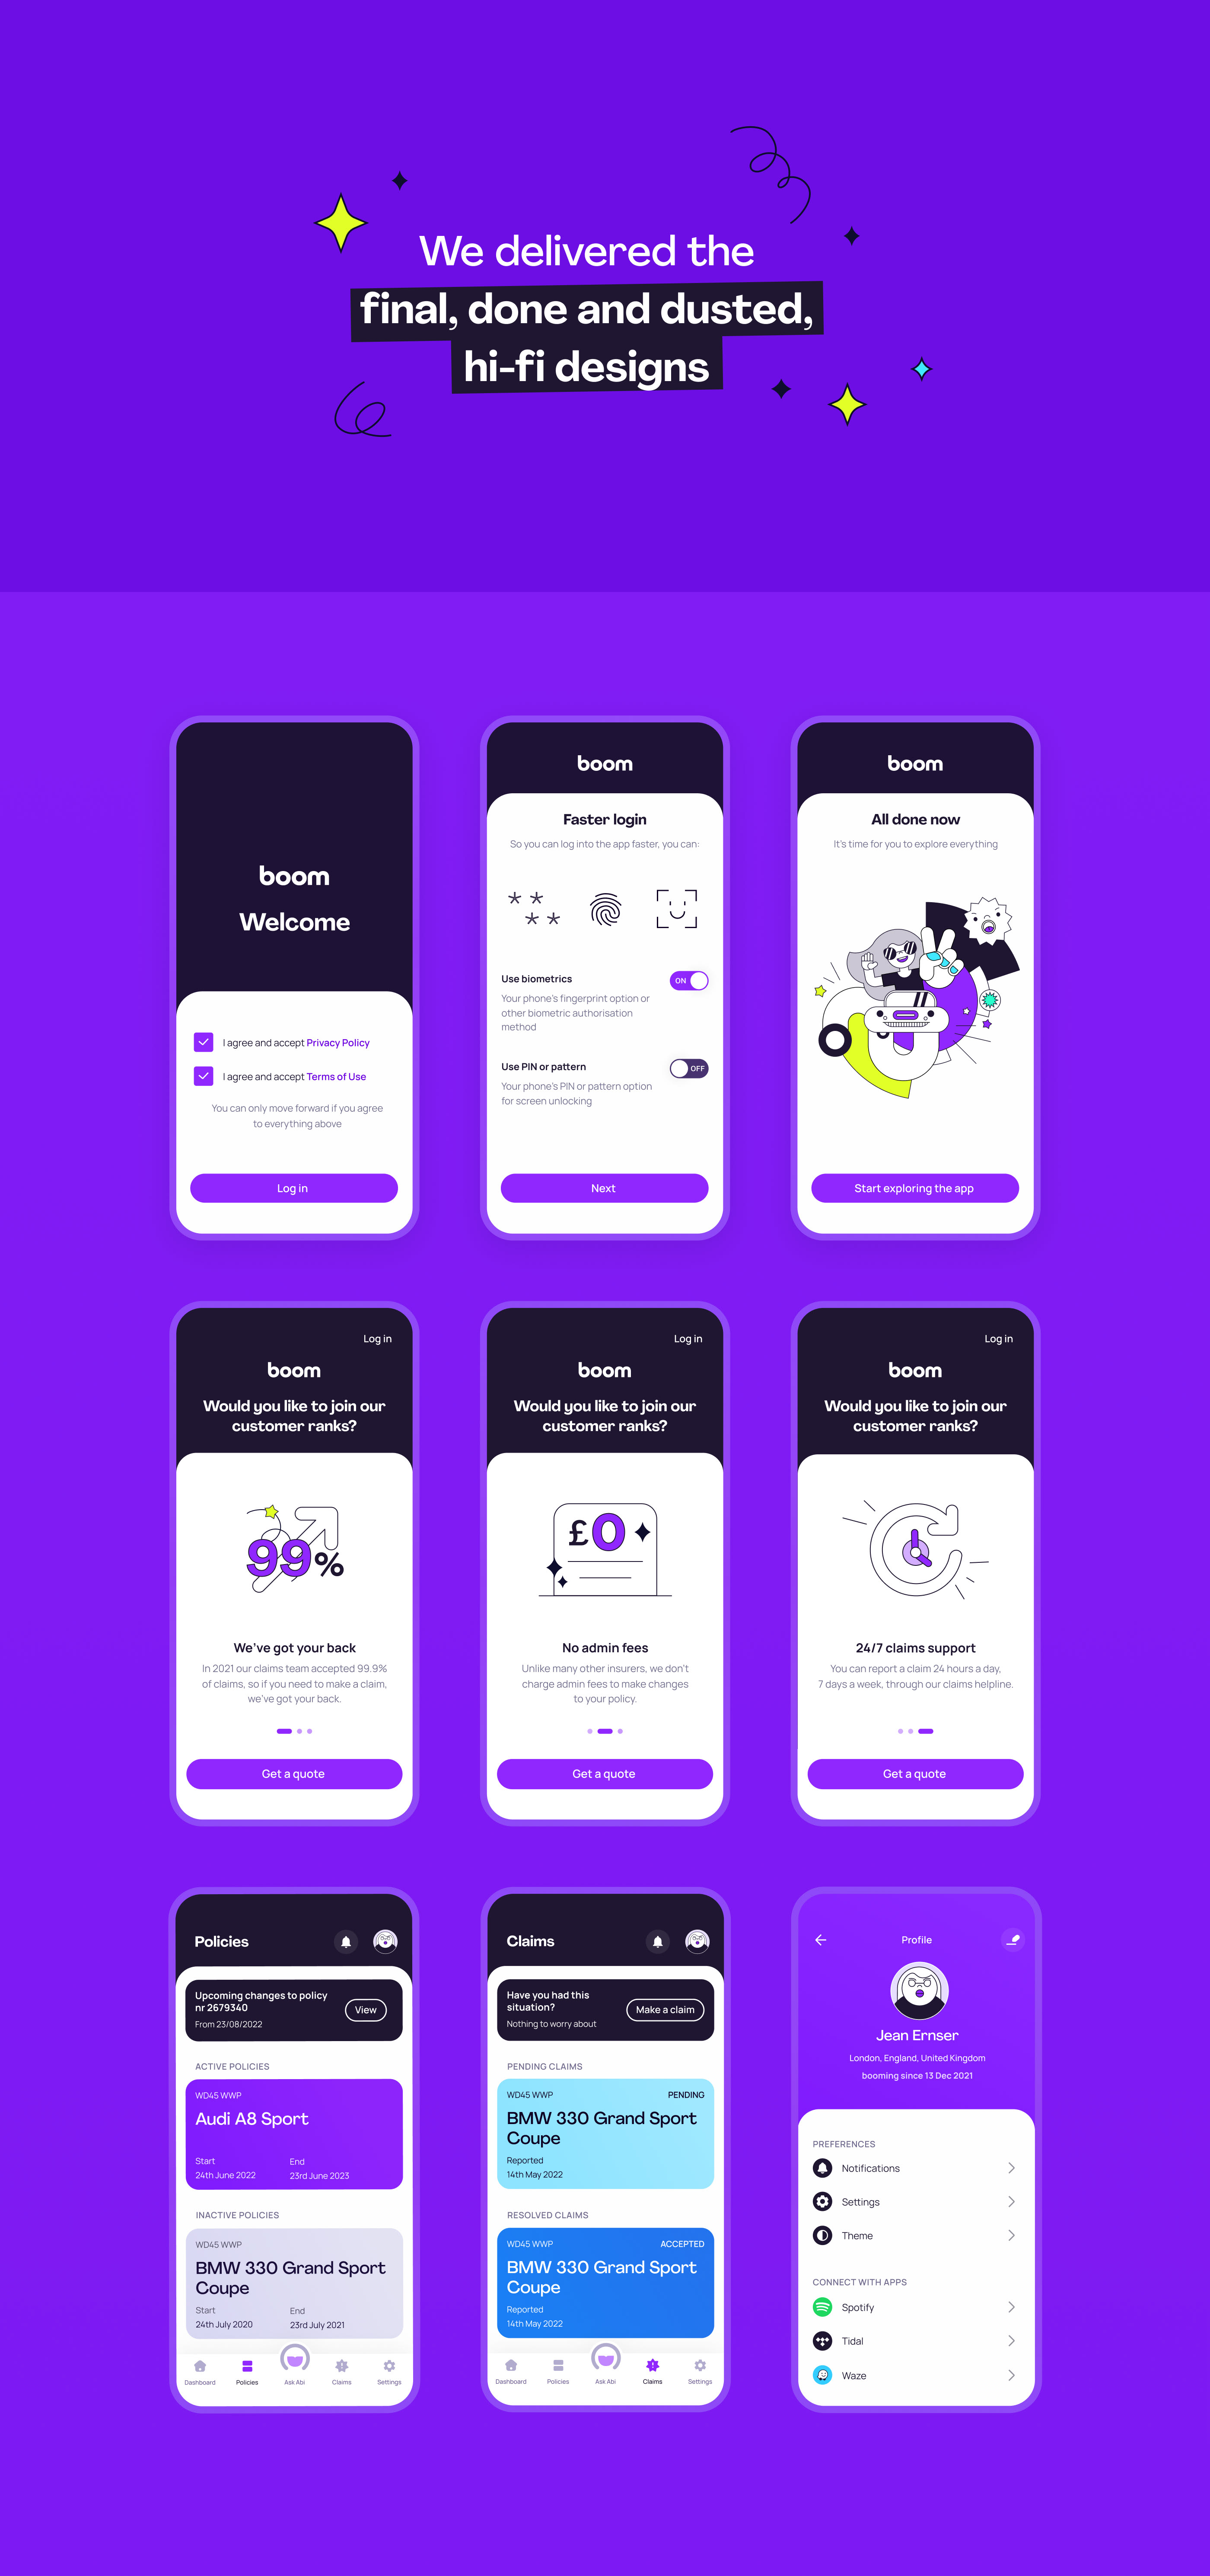 We delivered the
final, done and dusted,
hi-fi designs
boom
Welcome
I agree and accept Privacy Policy
I agree and accept Terms of Use
You can only move forward if you agree
to everything above
Log in
boom
Faster login
So you can log into the app faster, you can:
Use biometrics
ON
Your phone's fingerprint option or
other biometric authorisation
method
Use PIN or pattern
OFF
Your phone's PIN or pattern option
for screen unlocking
Next
boom
All done now
It's time for you to explore everything
Start exploring the app
Log in
boom
Would you like to join our
customer ranks?
99%
We've got your back
In 2021 our claims team accepted 99.9%
of claims, so if you need to make a claim,
we've got your back.
Get a quote
Log in
boom
Would you like to join our
customer ranks?
£0
No admin fees
Unlike many other insurers, we don't
charge admin fees to make changes
to your policy.
Get a quote
Log in
boom
Would you like to join our
customer ranks?
24/7 claims support
You can report a claim 24 hours a day,
7 days a week, through our claims helpline.
Get a quote
Policies
Upcoming changes to policy
nr 2679340
From 23/08/2022
View
ACTIVE POLICIES
WD45 WWP
Audi A8 Sport
Start End
24th June 2022 23rd June 2023
INACTIVE POLICIES
WD45 WWP
BMW 330 Grand Sport
Coupe
Start End
24th July 2020 23rd July 2021
Dashboard Policies Ask Abi Claims Settings
Claims
Have you had this
situation?
Nothing to worry about
Make a claim
PENDING CLAIMS
WD45 WWP PENDING
BMW 330 Grand Sport
Coupe
Reported
14th May 2022
RESOLVED CLAIMS
WD45 WWP ACCEPTED
BMW 330 Grand Sport
Coupe
Reported
14th May 2022
Dashboard Policies Ask Abi Claims Settings
Profile
Jean Ernser
London, England, United Kingdom
booming since 13 Dec 2021
PREFERENCES
Notifications
Settings
Theme
CONNECT WITH APPS
Spotify
Tidal
Waze